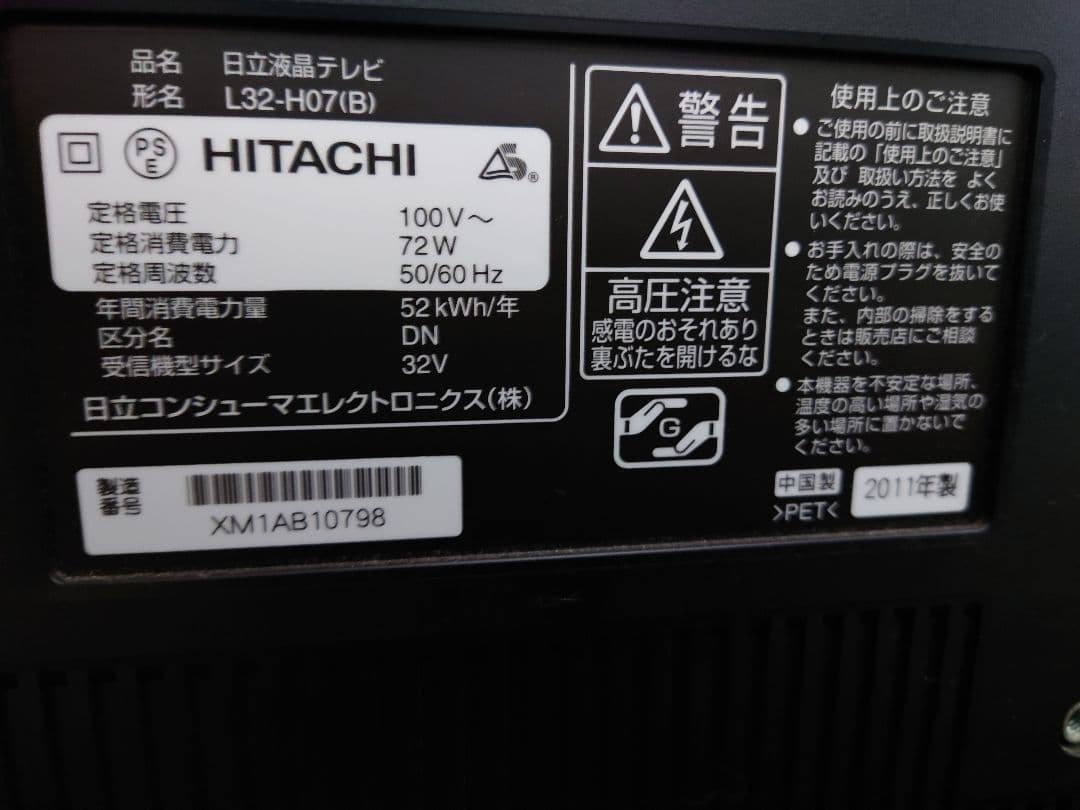 品名 日立液晶テレビ
形名 L32-H07(B)
PS
E
HITACHI
S®
定格電圧 100V～
定格消費電力 72W
定格周波数 50/60Hz
年間消費電力量 52kWh/年
区分名 DN
受信機型サイズ 32V
日立コンシューマエレクトロニクス(株)
製造
番号
XM1AB10798
警告
高圧注意
感電のおそれあり
裏ぶたを開けるな
G
使用上のご注意
●ご使用の前に取扱説明書に
記載の「使用上のご注意」
及び 取扱い方法を よく
お読みのうえ、正しくお使
いください。
●お手入れの際は、安全の
ため電源プラグを抜いて
ください。
また、内部の掃除をする
ときは販売店にご相談
ください。
●本機器を不安定な場所、
温度の高い場所や湿気の
多い場所に置かないで
ください。
中国製
>PET<
2011年製